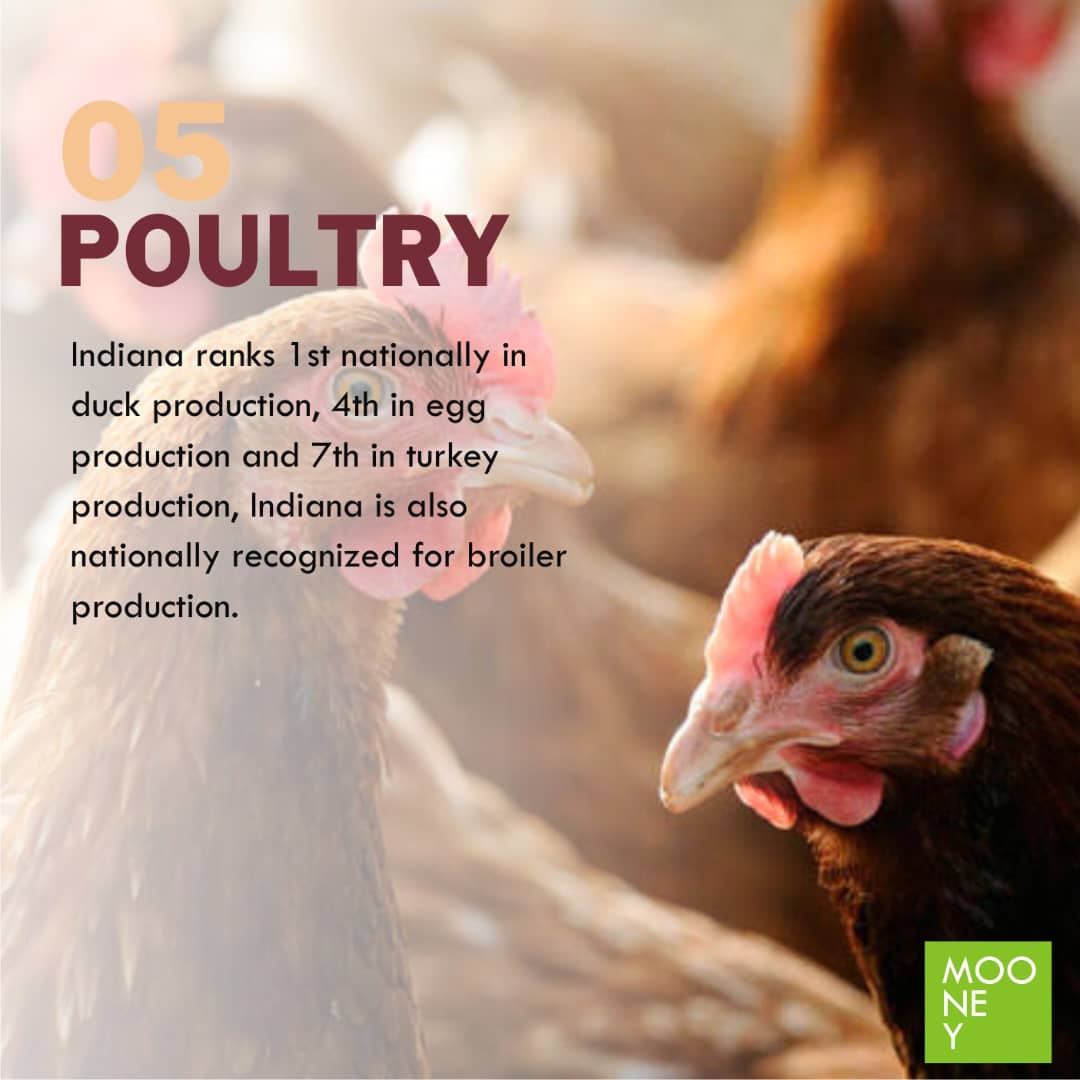 05
POULTRY
Indiana ranks 1st nationally in
duck production, 4th in egg
production and 7th in turkey
production, Indiana is also
nationally recognized for broiler
production.
MOO
NE
Y